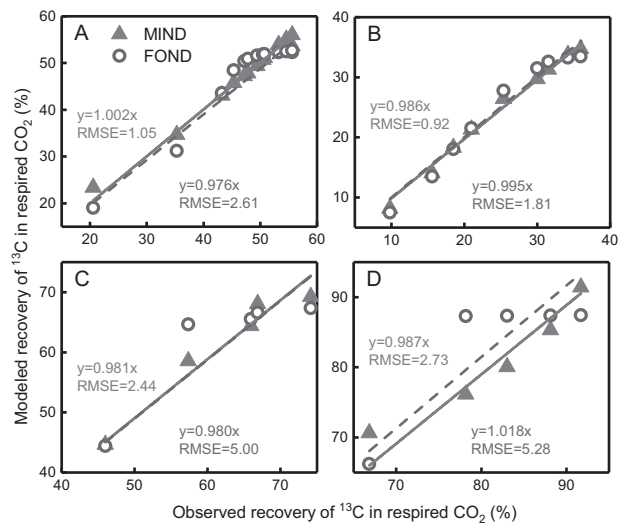 A
MIND
FOND
y=1.002x
RMSE=1.05
y=0.976x
RMSE=2.61
60
50
40
30
20
20 30 40 50 60
B
y=0.986x
RMSE=0.92
y=0.995x
RMSE=1.81
40
30
20
10
10 20 30 40
C
y=0.981x
RMSE=2.44
y=0.980x
RMSE=5.00
70
60
50
40
40 50 60 70
D
y=0.987x
RMSE=2.73
y=1.018x
RMSE=5.28
90
80
70
70 80 90
Modeled recovery of ¹³C in respired CO₂ (%)
Observed recovery of ¹³C in respired CO₂ (%)